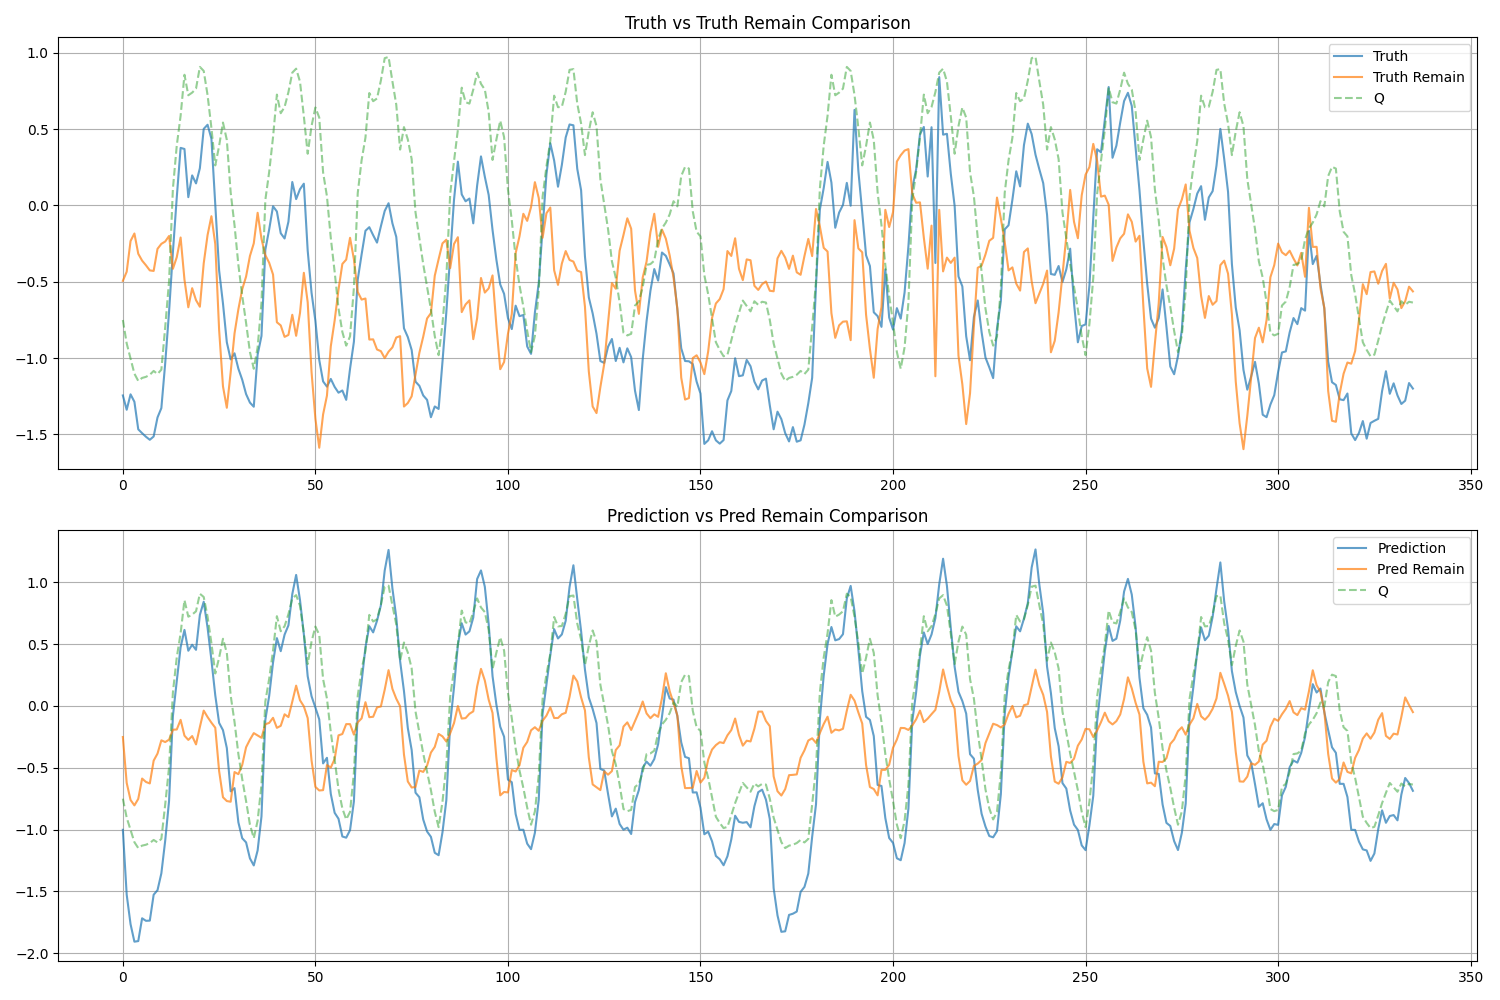 Truth vs Truth Remain Comparison
1.0
0.5
0.0
−0.5
−1.0
−1.5
Truth
Truth Remain
Q
0 50 100 150 200 250 300 350
Prediction vs Pred Remain Comparison
1.0
0.5
0.0
−0.5
−1.0
−1.5
−2.0
Prediction
Pred Remain
Q
0 50 100 150 200 250 300 350